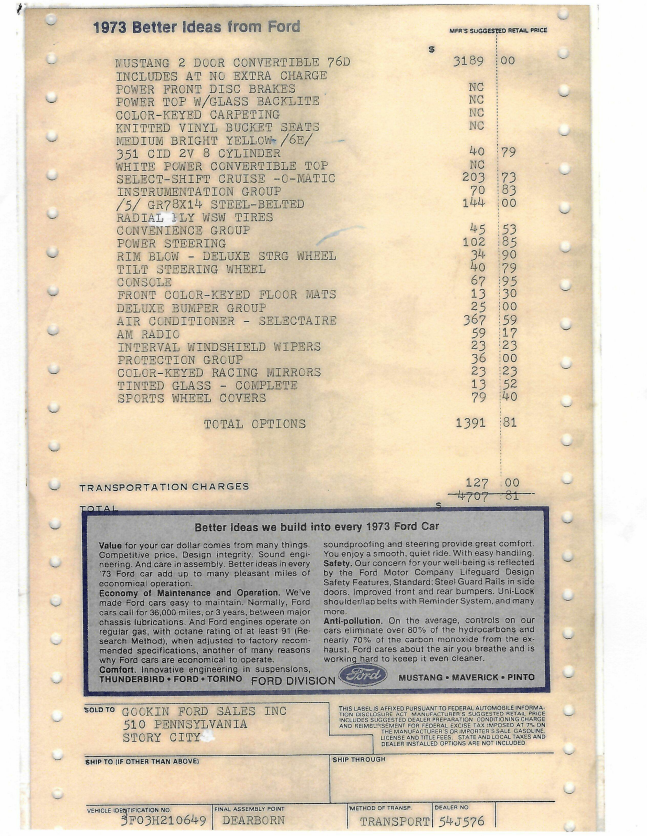 1973 Better Ideas from Ford
MFR'S SUGGESTED RETAIL PRICE
$
MUSTANG 2 DOOR CONVERTIBLE 76D 3189 00
INCLUDES AT NO EXTRA CHARGE
POWER FRONT DISC BRAKES NC
POWER TOP W/GLASS BACKLITE NC
COLOR-KEYED CARPETING NC
KNITTED VINYL BUCKET SEATS NC
MEDIUM BRIGHT YELLOW /6E/
351 CID 2V 8 CYLINDER 40 79
WHITE POWER CONVERTIBLE TOP NC
SELECT-SHIFT CRUISE -O-MATIC 203 73
INSTRUMENTATION GROUP 70 83
/5/ GR78X14 STEEL-BELTED 144 00
RADIAL PLY WSW TIRES
CONVENIENCE GROUP 45 53
POWER STEERING 102 85
RIM BLOW - DELUXE STRG WHEEL 34 90
TILT STEERING WHEEL 40 79
CONSOLE 67 95
FRONT COLOR-KEYED FLOOR MATS 13 30
DELUXE BUMPER GROUP 25 00
AIR CONDITIONER - SELECTAIRE 367 59
AM RADIO 59 17
INTERVAL WINDSHIELD WIPERS 23 23
PROTECTION GROUP 36 00
COLOR-KEYED RACING MIRRORS 23 23
TINTED GLASS - COMPLETE 13 52
SPORTS WHEEL COVERS 79 40
TOTAL OPTIONS 1391 81
TRANSPORTATION CHARGES 127 00
TOTAL $ 4707 81
Better ideas we build into every 1973 Ford Car
Value for your car dollar comes from many things.
Competitive price. Design integrity. Sound engi-
neering. And care in assembly. Better ideas in every
'73 Ford car add up to many pleasant miles of
economical operation.
Economy of Maintenance and Operation. We've
made Ford cars easy to maintain. Normally, Ford
cars call for 36,000 miles, or 3 years, between major
chassis lubrications. And Ford engines operate on
regular gas, with octane rating of at least 91 (Re-
search Method), when adjusted to factory recom-
mended specifications, another of many reasons
why Ford cars are economical to operate.
Comfort. Innovative engineering in suspensions,
soundproofing and steering provide great comfort.
You enjoy a smooth, quiet ride. With easy handling.
Safety. Our concern for your well-being is reflected
by the Ford Motor Company Lifeguard Design
Safety Features, Standard: Steel Guard Rails in side
doors. Improved front and rear bumpers. Uni-Lock
shoulder/lap belts with Reminder System, and many
more.
Anti-pollution. On the average, controls on our
cars eliminate over 80% of the hydrocarbons and
nearly 70% of the carbon monoxide from the ex-
haust. Ford cares about the air you breathe and is
working hard to keep it even cleaner.
THUNDERBIRD • FORD • TORINO FORD DIVISION Ford MUSTANG • MAVERICK • PINTO
SOLD TO GOOKIN FORD SALES INC
510 PENNSYLVANIA
STORY CITY
THIS LABEL IS AFFIXED PURSUANT TO FEDERAL AUTOMOBILE INFORMA-
TION DISCLOSURE ACT. MANUFACTURER'S SUGGESTED RETAIL PRICE
INCLUDES SUGGESTED DEALER PREPARATION CONDITIONING CHARGE
AND REIMBURSEMENT FOR FEDERAL EXCISE TAX IMPOSED AT 7% ON
THE MANUFACTURER'S OR IMPORTER'S SALE. GASOLINE,
LICENSE AND TITLE FEES, STATE AND LOCAL TAXES AND
DEALER INSTALLED OPTIONS ARE NOT INCLUDED.
SHIP TO (IF OTHER THAN ABOVE)
SHIP THROUGH
VEHICLE IDENTIFICATION NO. FINAL ASSEMBLY POINT METHOD OF TRANSP. DEALER NO.
3F03H210649 DEARBORN TRANSPORT 54J576